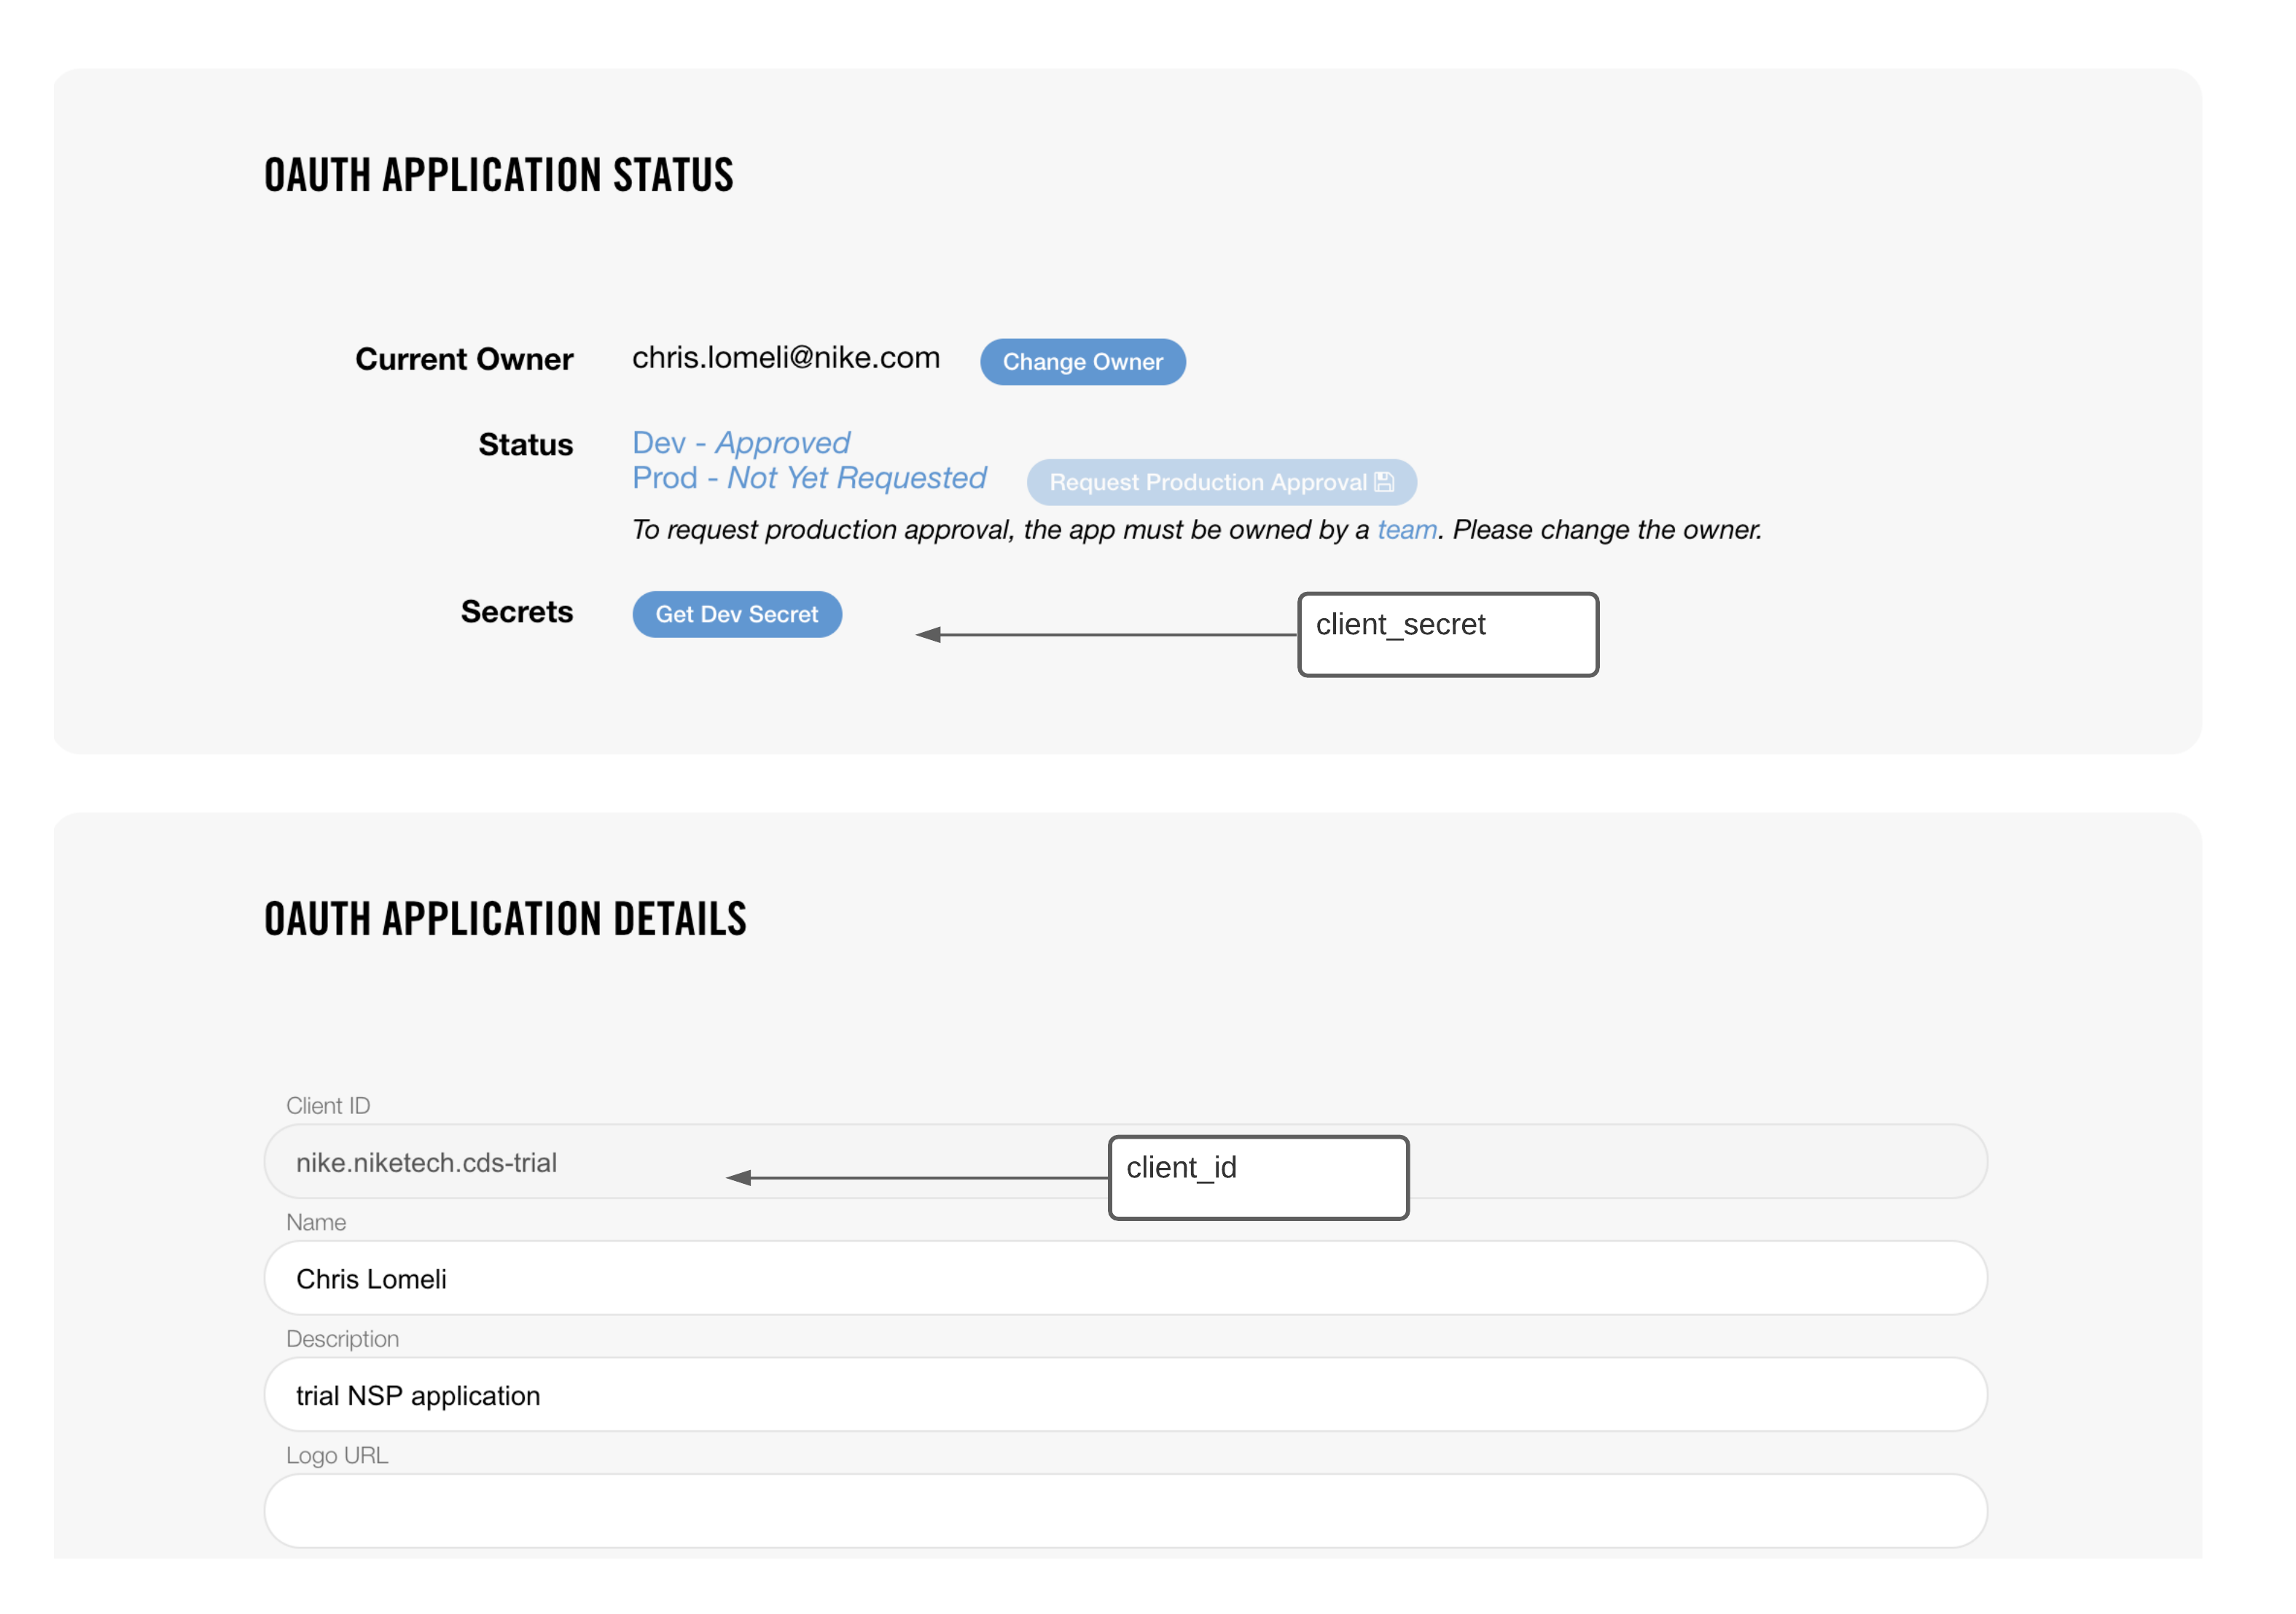 OAUTH APPLICATION STATUS
Current Owner chris.lomeli@nike.com Change Owner
Status Dev - Approved
Prod - Not Yet Requested Request Production Approval
To request production approval, the app must be owned by a team. Please change the owner.
Secrets Get Dev Secret client_secret
OAUTH APPLICATION DETAILS
Client ID
nike.niketech.cds-trial client_id
Name
Chris Lomeli
Description
trial NSP application
Logo URL